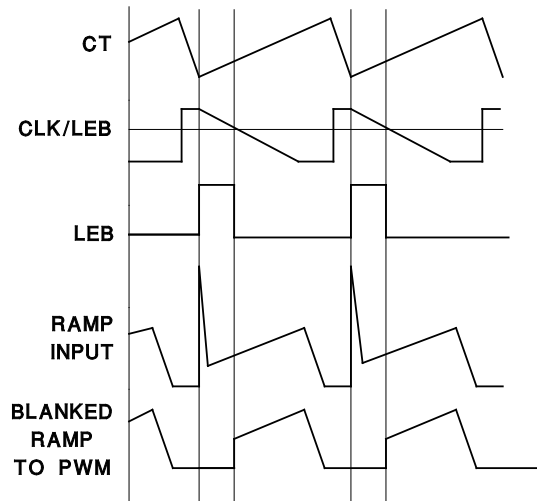 CT
CLK/LEB
LEB
RAMP
INPUT
BLANKED
RAMP
TO PWM